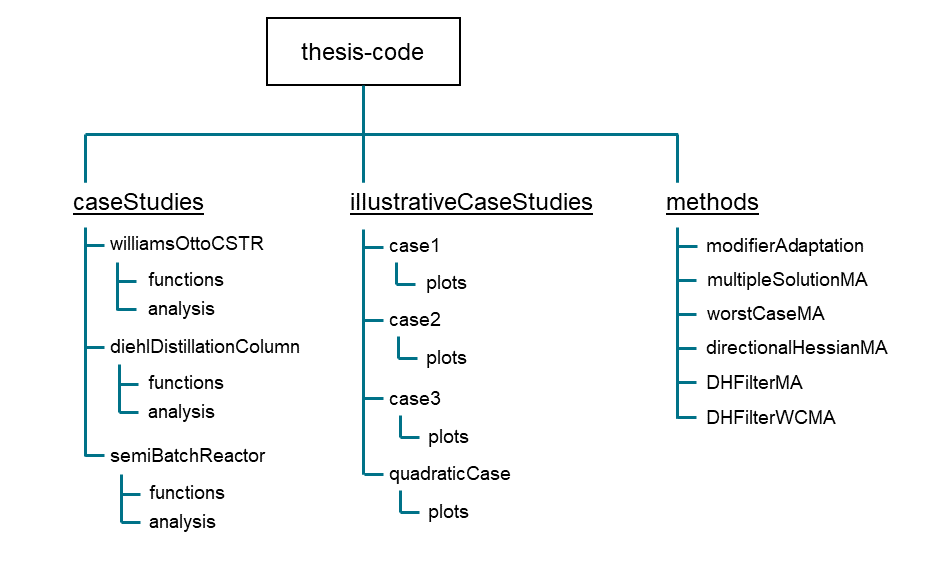 thesis-code
caseStudies
williamsOttoCSTR
functions
analysis
diehlDistillationColumn
functions
analysis
semiBatchReactor
functions
analysis
illustrativeCaseStudies
case1
plots
case2
plots
case3
plots
quadraticCase
plots
methods
modifierAdaptation
multipleSolutionMA
worstCaseMA
directionalHessianMA
DHFilterMA
DHFilterWCMA